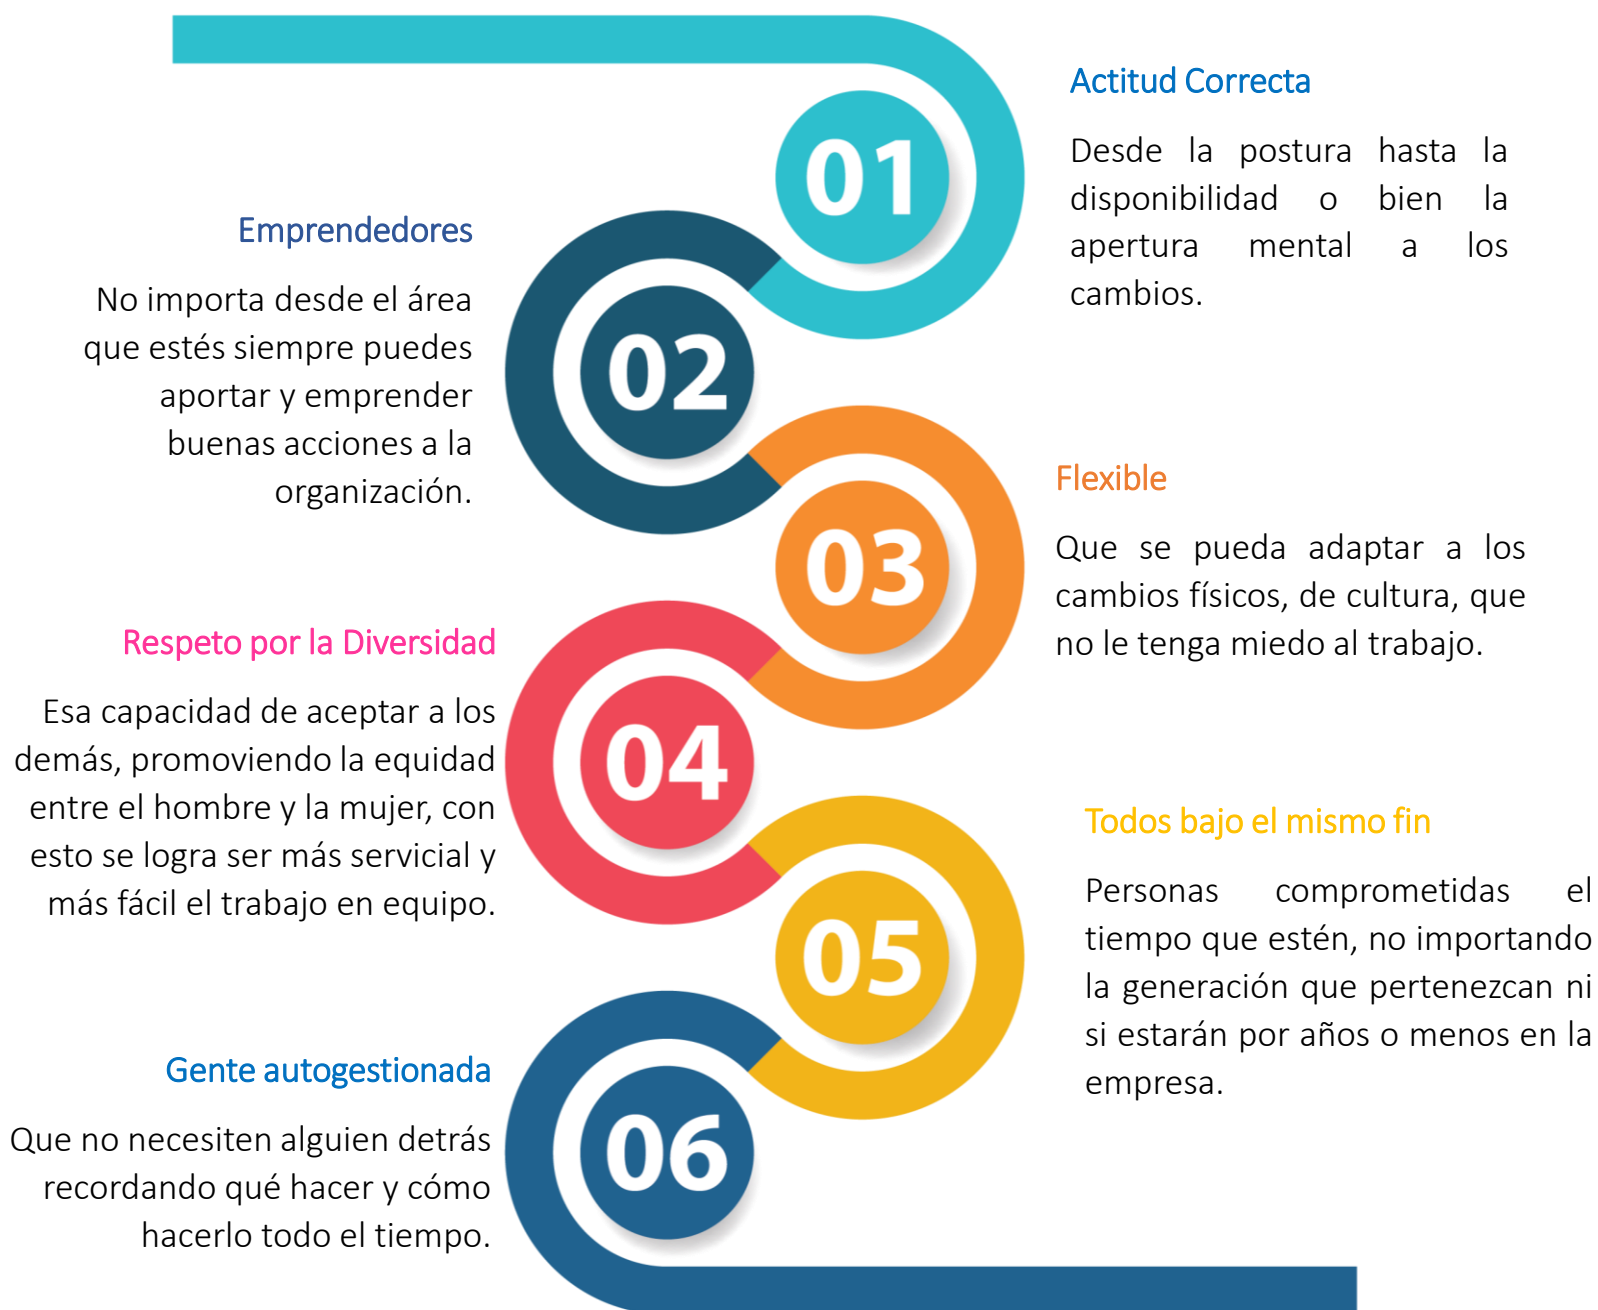 01
Actitud Correcta
Desde la postura hasta la
disponibilidad o bien la
apertura mental a los
cambios.
02
Emprendedores
No importa desde el área
que estés siempre puedes
aportar y emprender
buenas acciones a la
organización.
03
Flexible
Que se pueda adaptar a los
cambios físicos, de cultura, que
no le tenga miedo al trabajo.
04
Respeto por la Diversidad
Esa capacidad de aceptar a los
demás, promoviendo la equidad
entre el hombre y la mujer, con
esto se logra ser más servicial y
más fácil el trabajo en equipo.
05
Todos bajo el mismo fin
Personas comprometidas el
tiempo que estén, no importando
la generación que pertenezcan ni
si estarán por años o menos en la
empresa.
06
Gente autogestionada
Que no necesiten alguien detrás
recordando qué hacer y cómo
hacerlo todo el tiempo.